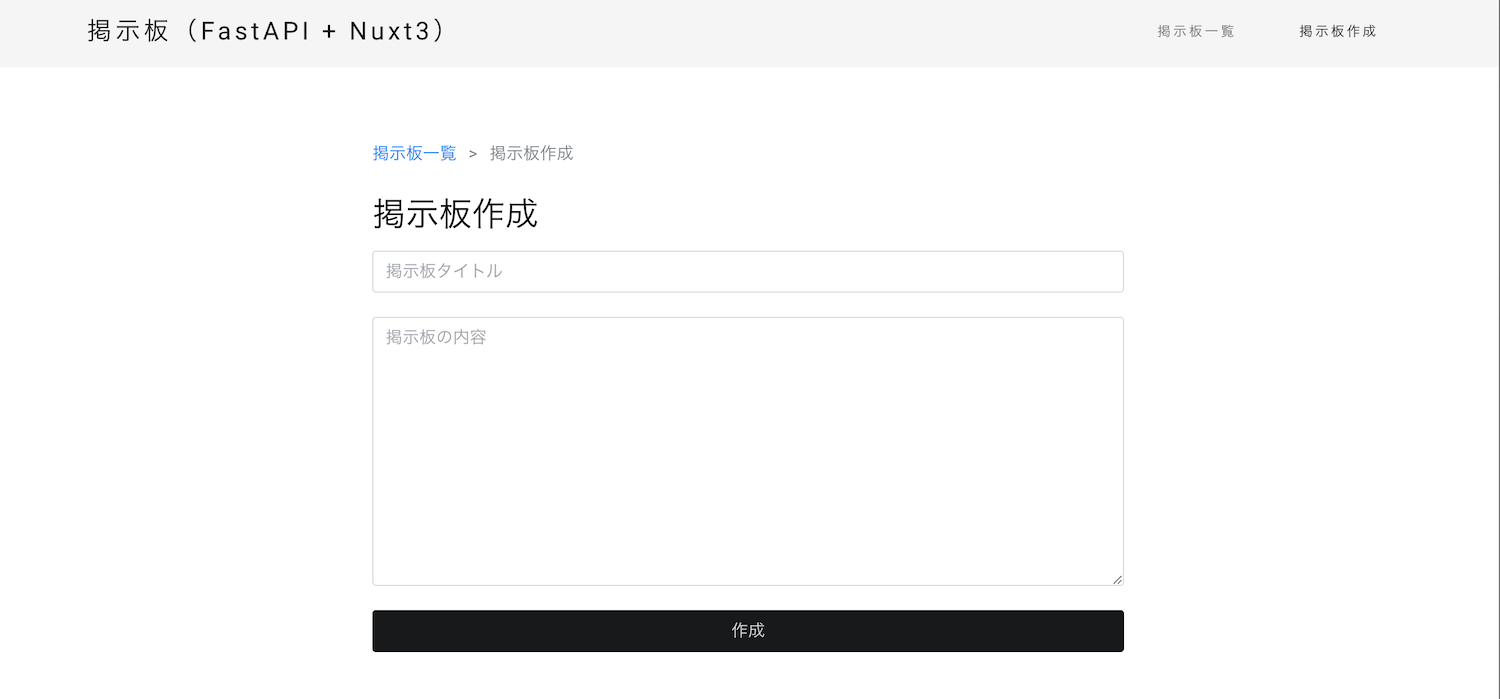 掲示板（FastAPI + Nuxt3）
掲示板一覧 掲示板作成
掲示板一覧 > 掲示板作成
掲示板作成
掲示板タイトル
掲示板の内容
作成